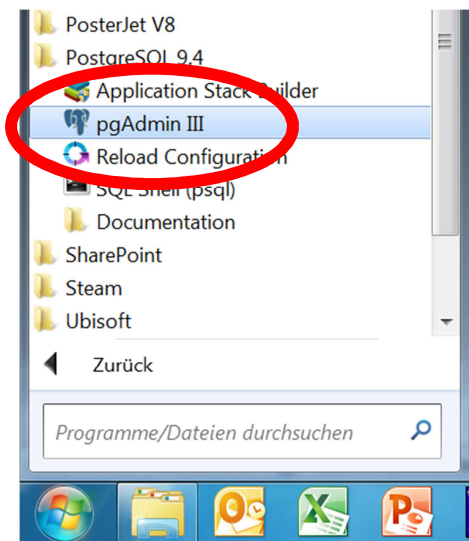 PosterJet V8
PostgreSQL 9.4
Application Stack Builder
pgAdmin III
Reload Configuration
SQL Shell (psql)
Documentation
SharePoint
Steam
Ubisoft
Zurück
Programme/Dateien durchsuchen